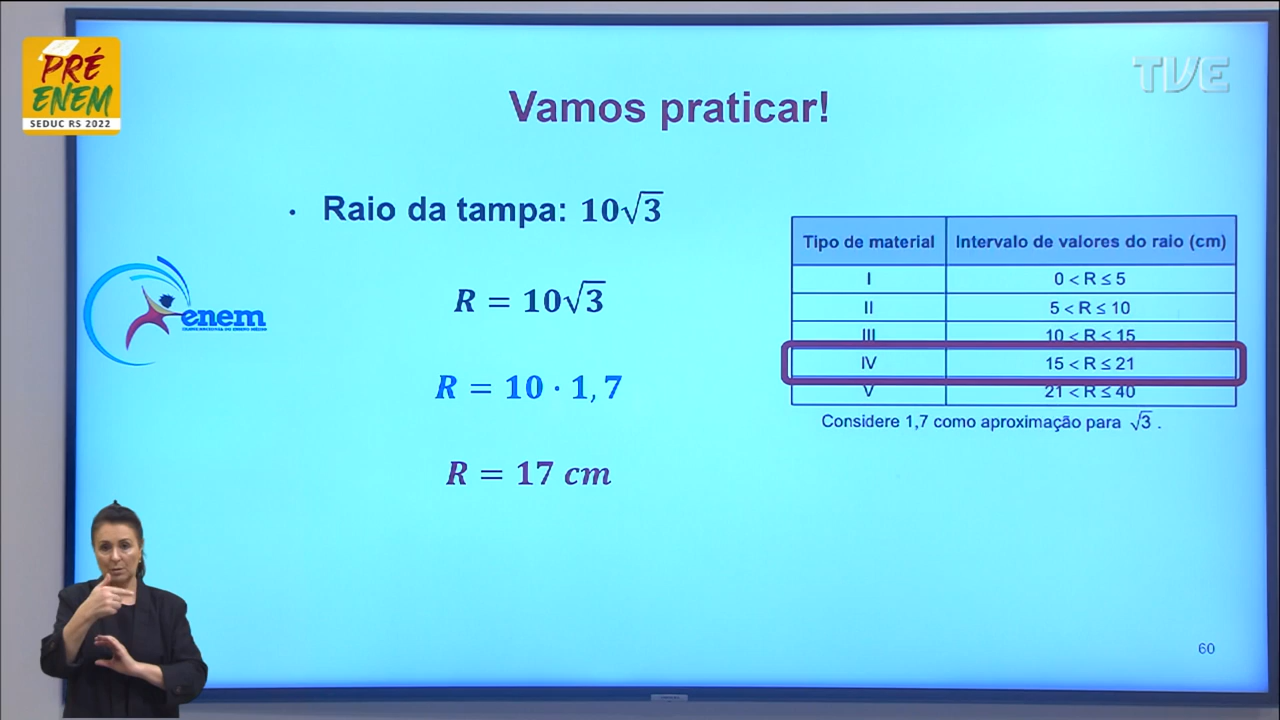 PRÉ
ENEM
SEDUC RS 2022
TVE
Vamos praticar!
• Raio da tampa: 10√3
R = 10√3
R = 10 · 1,7
R = 17 cm
enem
Tipo de material Intervalo de valores do raio (cm)
I 0 < R ≤ 5
II 5 < R ≤ 10
III 10 < R ≤ 15
IV 15 < R ≤ 21
V 21 < R ≤ 40
Considere 1,7 como aproximação para √3 .
60